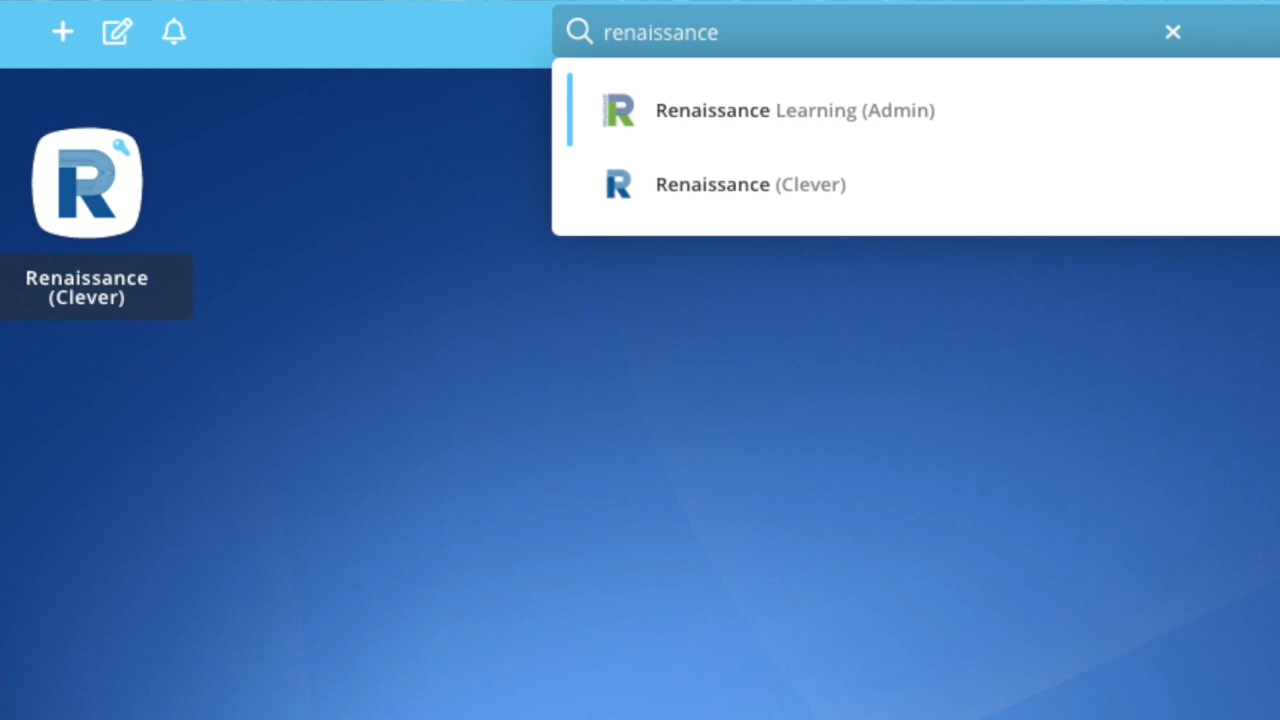 renaissance
Renaissance Learning (Admin)
Renaissance (Clever)
Renaissance
(Clever)